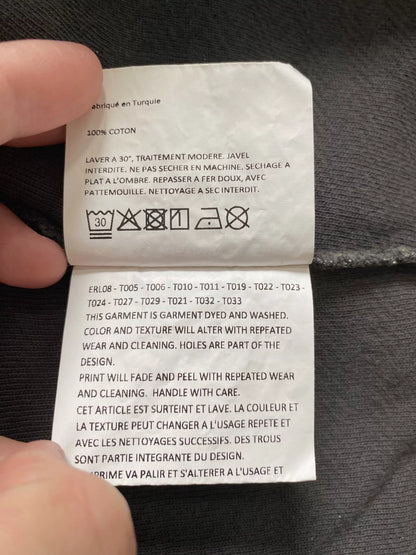 Fabriqué en Turquie
100% COTON
LAVER A 30°, TRAITEMENT MODERE. JAVEL
INTERDITE. NE PAS SECHER EN MACHINE. SECHAGE A
PLAT A L'OMBRE. REPASSER A FER DOUX, AVEC
PATTEMOUILLE. NETTOYAGE A SEC INTERDIT.
30
ERL08 - T005 - T006 - T010 - T011 - T019 - T022 - T023 -
T024 - T027 - T029 - T021 - T032 - T033
THIS GARMENT IS GARMENT DYED AND WASHED.
COLOR AND TEXTURE WILL ALTER WITH REPEATED
WEAR AND CLEANING. HOLES ARE PART OF THE
DESIGN.
PRINT WILL FADE AND PEEL WITH REPEATED WEAR
AND CLEANING. HANDLE WITH CARE.
CET ARTICLE EST SURTEINT ET LAVE. LA COULEUR ET
LA TEXTURE PEUT CHANGER A L'USAGE REPETE ET
AVEC LES NETTOYAGES SUCCESSIFS. DES TROUS
SONT PARTIE INTEGRANTE DU DESIGN.
VA PALIR ET S'ALTERER A L'USAGE ET